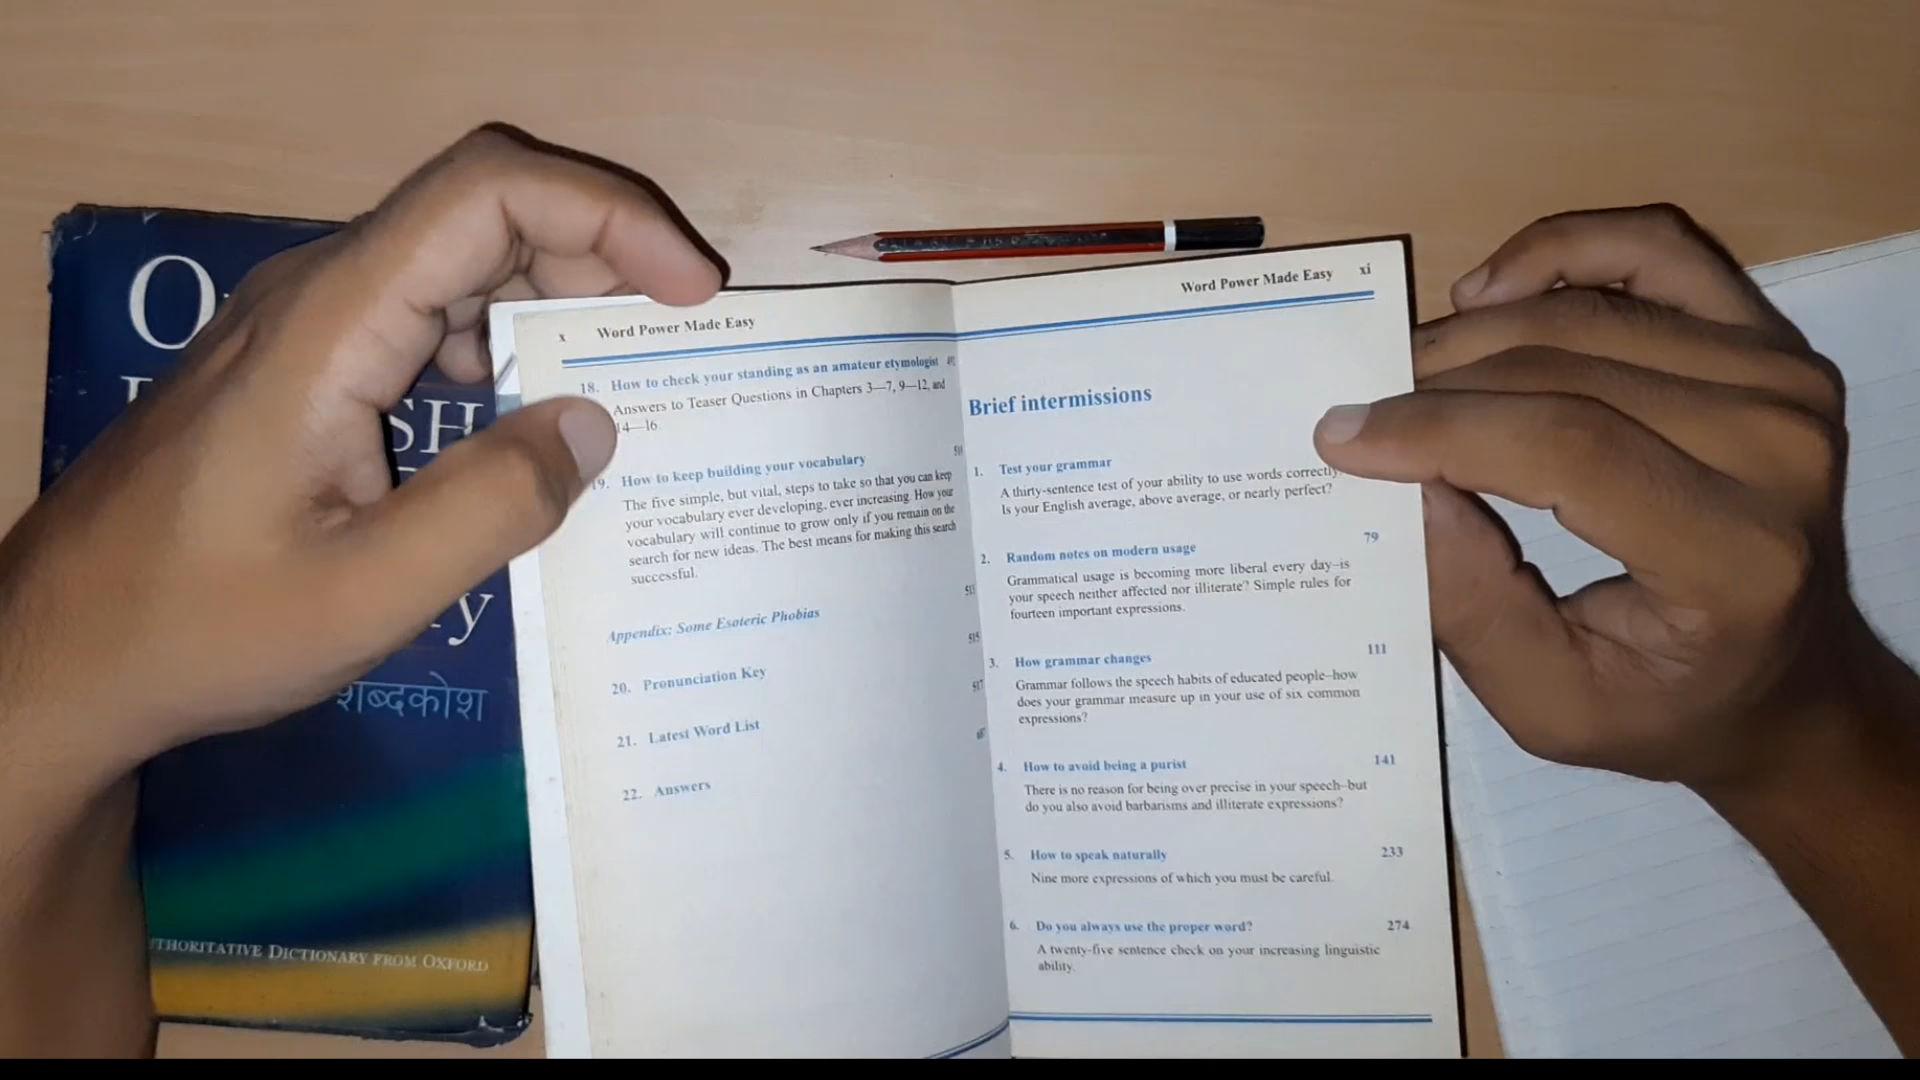 SH
y
शब्दकोश
THORITATIVE DICTIONARY FROM OXFORD
x Word Power Made Easy
18. How to check your standing as an amateur etymologist
Answers to Teaser Questions in Chapters 3—7, 9—12, and
14—16.
19. How to keep building your vocabulary
The five simple, but vital, steps to take so that you can keep
your vocabulary ever developing, ever increasing. How your
vocabulary will continue to grow only if you remain on the
search for new ideas. The best means for making this search
successful.
Appendix: Some Esoteric Phobias
20. Pronunciation Key
21. Latest Word List
22. Answers
Word Power Made Easy xi
Brief intermissions
1. Test your grammar
A thirty-sentence test of your ability to use words correctly.
Is your English average, above average, or nearly perfect?
79
2. Random notes on modern usage
Grammatical usage is becoming more liberal every day–is
your speech neither affected nor illiterate? Simple rules for
fourteen important expressions.
3. How grammar changes 111
Grammar follows the speech habits of educated people–how
does your grammar measure up in your use of six common
expressions?
4. How to avoid being a purist 141
There is no reason for being over precise in your speech–but
do you also avoid barbarisms and illiterate expressions?
5. How to speak naturally 233
Nine more expressions of which you must be careful.
6. Do you always use the proper word? 274
A twenty-five sentence check on your increasing linguistic
ability.